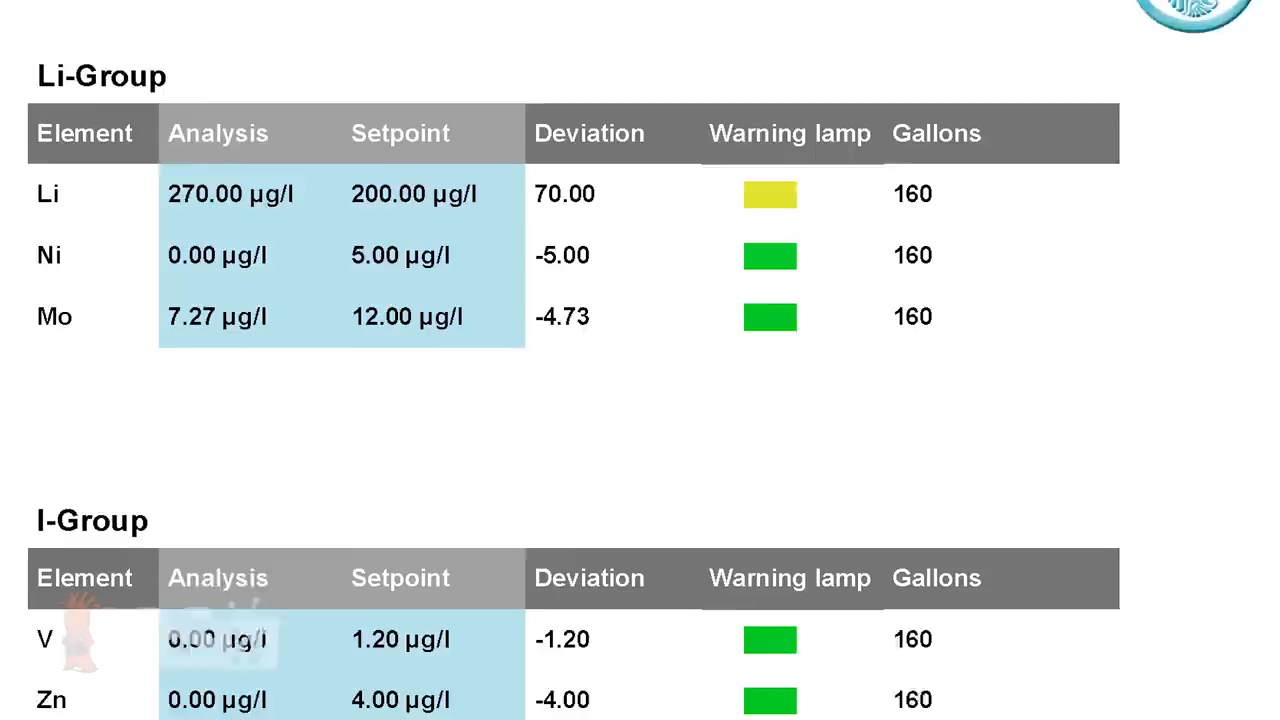 Li-Group
Element Analysis Setpoint Deviation Warning lamp Gallons
Li 270.00 µg/l 200.00 µg/l 70.00 160
Ni 0.00 µg/l 5.00 µg/l -5.00 160
Mo 7.27 µg/l 12.00 µg/l -4.73 160
I-Group
Element Analysis Setpoint Deviation Warning lamp Gallons
V 0.00 µg/l 1.20 µg/l -1.20 160
Zn 0.00 µg/l 4.00 µg/l -4.00 160